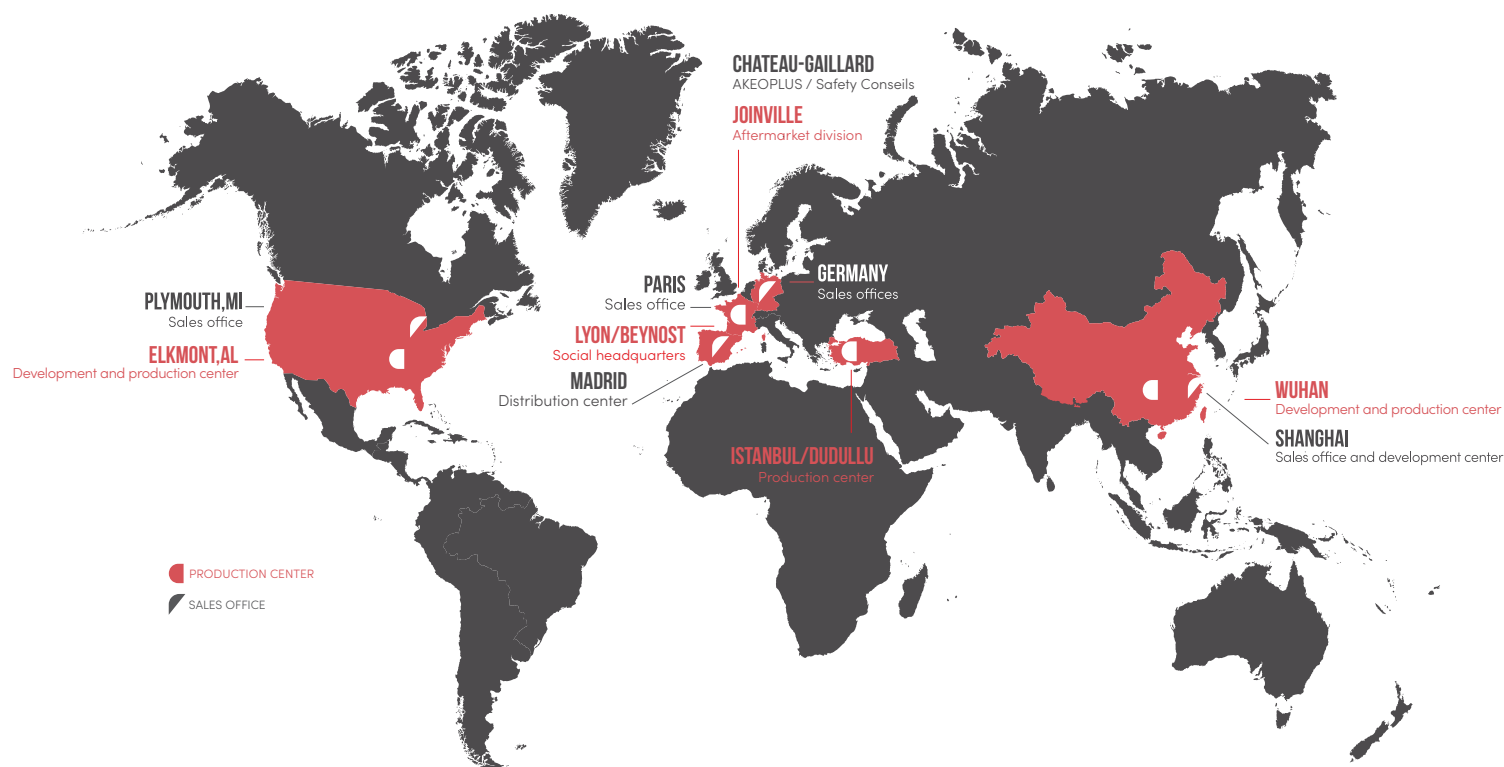 CHATEAU-GAILLARD
AKEOPLUS / Safety Conseils
JOINVILLE
Aftermarket division
PARIS
Sales office
GERMANY
Sales offices
PLYMOUTH,MI
Sales office
LYON/BEYNOST
Social headquarters
ELKMONT,AL
Development and production center
MADRID
Distribution center
WUHAN
Development and production center
SHANGHAI
Sales office and development center
ISTANBUL/DUDULLU
Production center
PRODUCTION CENTER
SALES OFFICE